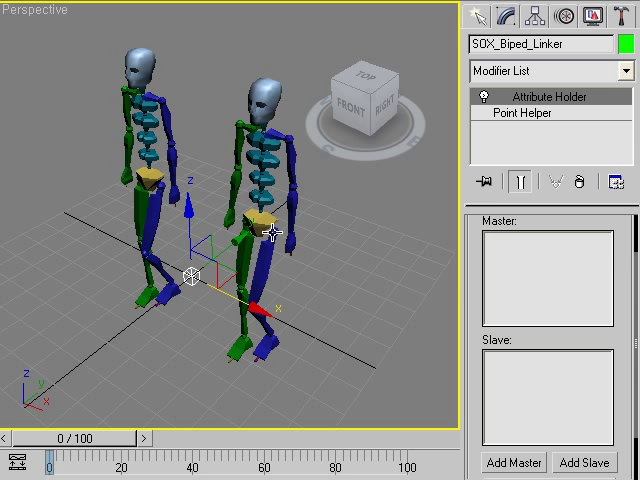 Perspective
TOP
FRONT
RIGHT
z
x
z
y
x
SOX_Biped_Linker
Modifier List
Attribute Holder
Point Helper
Master:
Slave:
Add Master
Add Slave
< 0 / 100 >
0 20 40 60 80 100